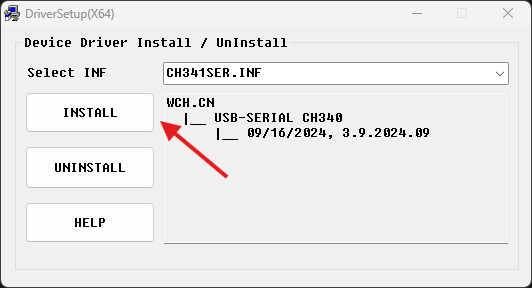 DriverSetup(X64)
Device Driver Install / UnInstall
Select INF
CH341SER.INF
INSTALL
WCH.CN
|__ USB-SERIAL CH340
|__ 09/16/2024, 3.9.2024.09
UNINSTALL
HELP